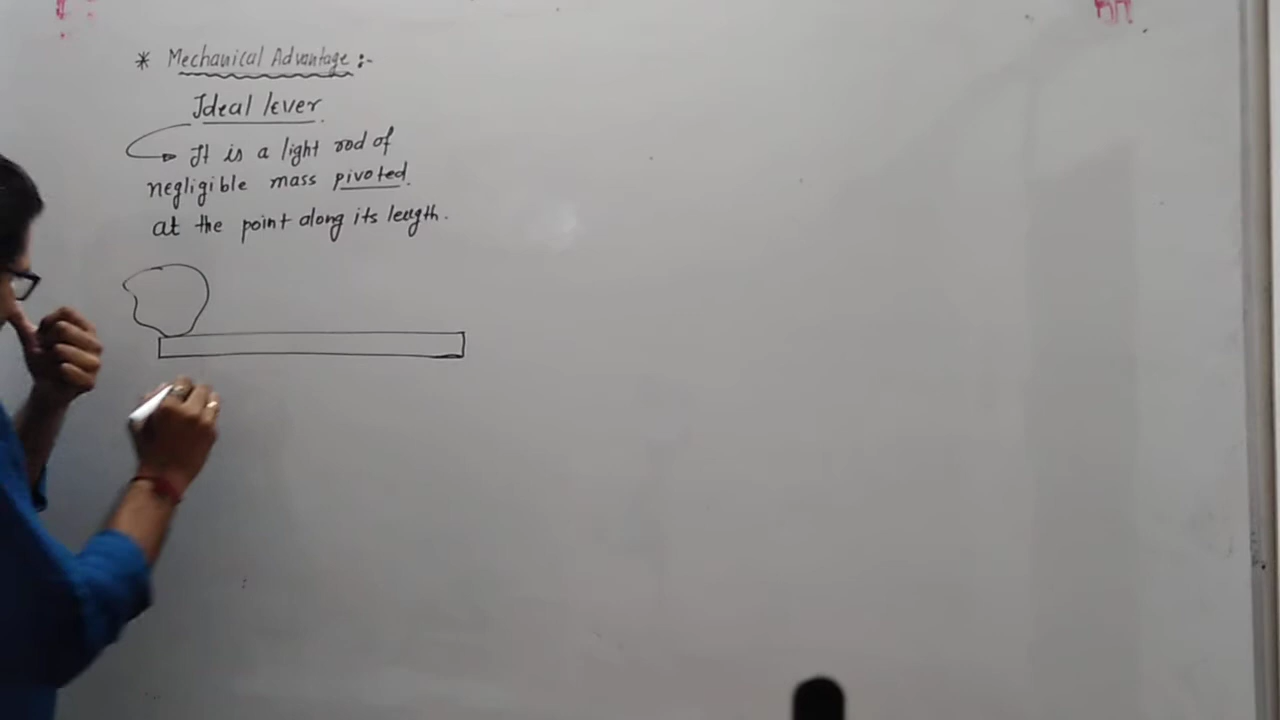 * Mechanical Advantage :-
Ideal lever.
It is a light rod of
negligible mass pivoted.
at the point along its length.